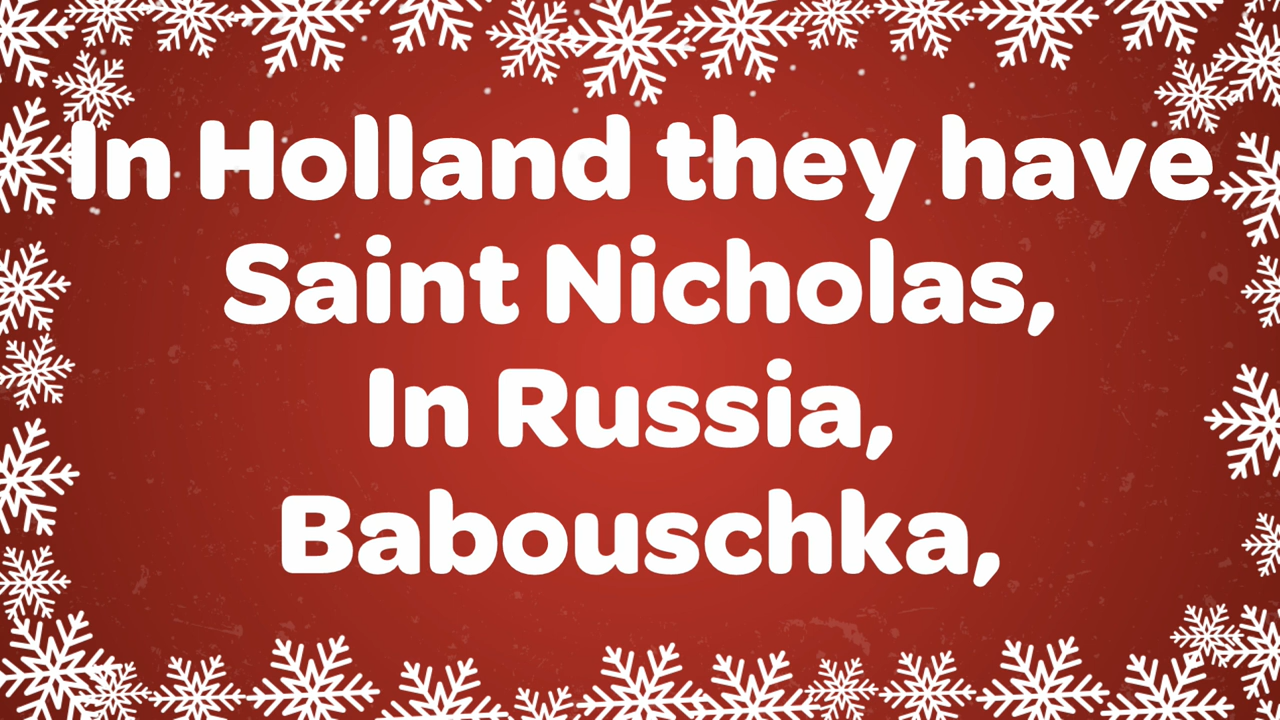 In Holland they have
Saint Nicholas,
In Russia,
Babouschka,